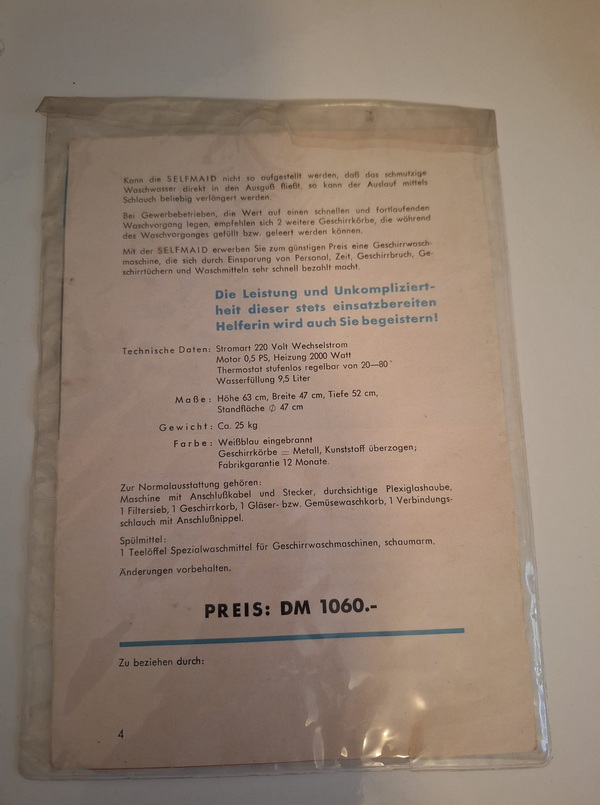 Kann die SELFMAID nicht so aufgestellt werden, daß das schmutzige
Waschwasser direkt in den Ausguß fließt, so kann der Auslauf mittels
Schlauch beliebig verlängert werden.
Bei Gewerbebetrieben, die Wert auf einen schnellen und fortlaufenden
Waschvorgang legen, empfehlen sich 2 weitere Geschirrkörbe, die während
des Waschvorganges gefüllt bzw. geleert werden können.
Mit der SELFMAID erwerben Sie zum günstigen Preis eine Geschirrwasch-
maschine, die sich durch Einsparung von Personal, Zeit, Geschirrbruch, Ge-
schirrtüchern und Waschmitteln sehr schnell bezahlt macht.
Die Leistung und Unkompliziert-
heit dieser stets einsatzbereiten
Helferin wird auch Sie begeistern!
Technische Daten: Stromart 220 Volt Wechselstrom
Motor 0,5 PS, Heizung 2000 Watt
Thermostat stufenlos regelbar von 20—80°
Wasserfüllung 9,5 Liter
Maße: Höhe 63 cm, Breite 47 cm, Tiefe 52 cm,
Standfläche ∅ 47 cm
Gewicht: Ca. 25 kg
Farbe: Weißblau eingebrannt
Geschirrkörbe = Metall, Kunststoff überzogen;
Fabrikgarantie 12 Monate.
Zur Normalausstattung gehören:
Maschine mit Anschlußkabel und Stecker, durchsichtige Plexiglashaube,
1 Filtersieb, 1 Geschirrkorb, 1 Gläser- bzw. Gemüsewaschkorb, 1 Verbindungs-
schlauch mit Anschlußnippel.
Spülmittel:
1 Teelöffel Spezialwaschmittel für Geschirrwaschmaschinen, schaumarm.
Änderungen vorbehalten.
PREIS: DM 1060.-
Zu beziehen durch:
4